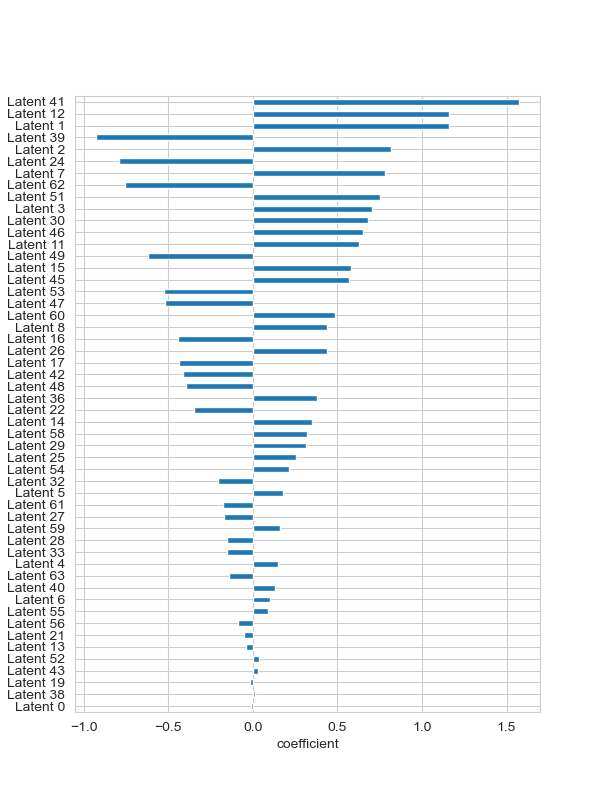 Latent 41
Latent 12
Latent 1
Latent 39
Latent 2
Latent 24
Latent 7
Latent 62
Latent 51
Latent 3
Latent 30
Latent 46
Latent 11
Latent 49
Latent 15
Latent 45
Latent 53
Latent 47
Latent 60
Latent 8
Latent 16
Latent 26
Latent 17
Latent 42
Latent 48
Latent 36
Latent 22
Latent 14
Latent 58
Latent 29
Latent 25
Latent 54
Latent 32
Latent 5
Latent 61
Latent 27
Latent 59
Latent 28
Latent 33
Latent 4
Latent 63
Latent 40
Latent 6
Latent 55
Latent 56
Latent 21
Latent 13
Latent 52
Latent 43
Latent 19
Latent 38
Latent 0
−1.0 −0.5 0.0 0.5 1.0 1.5
coefficient